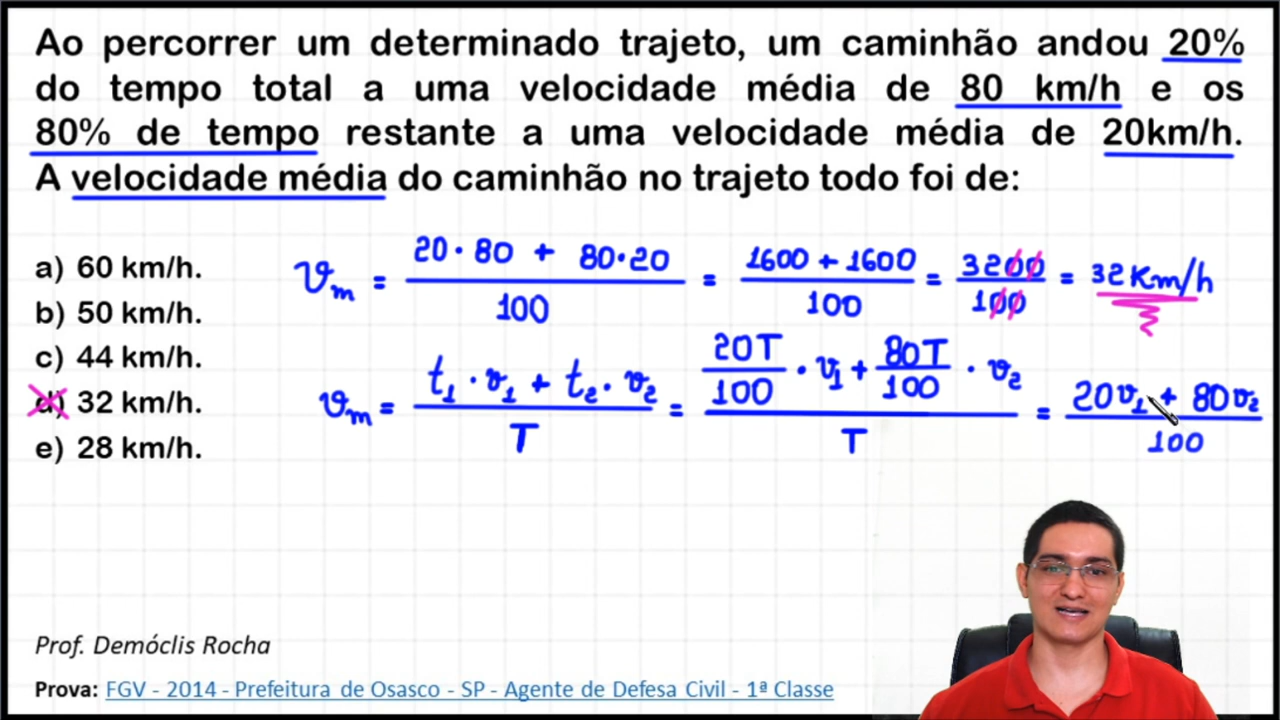 Ao percorrer um determinado trajeto, um caminhão andou 20%
do tempo total a uma velocidade média de 80 km/h e os
80% de tempo restante a uma velocidade média de 20km/h.
A velocidade média do caminhão no trajeto todo foi de:
a) 60 km/h.
b) 50 km/h.
c) 44 km/h.
d) 32 km/h.
e) 28 km/h.
vm = 20·80 + 80·20 / 100 = 1600 + 1600 / 100 = 3200 / 100 = 32 Km/h
vm = t1·v1 + t2·v2 / T = 20T/100 · v1 + 80T/100 · v2 / T = 20v1 + 80v2 / 100
Prof. Demóclis Rocha
Prova: FGV - 2014 - Prefeitura de Osasco - SP - Agente de Defesa Civil - 1ª Classe